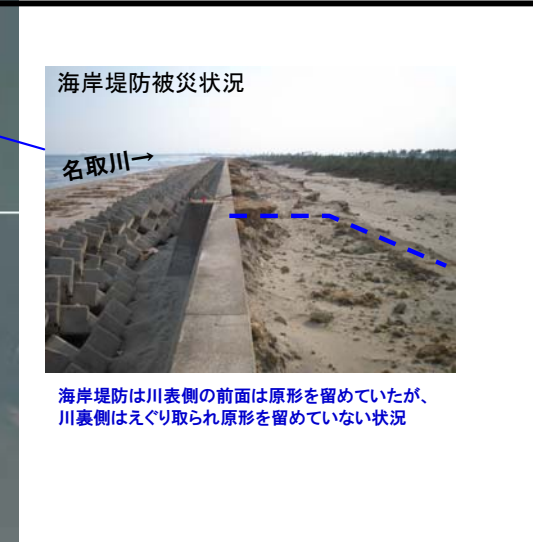 海岸堤防被災状況
名取川→
海岸堤防は川表側の前面は原形を留めていたが、
川裏側はえぐり取られ原形を留めていない状況